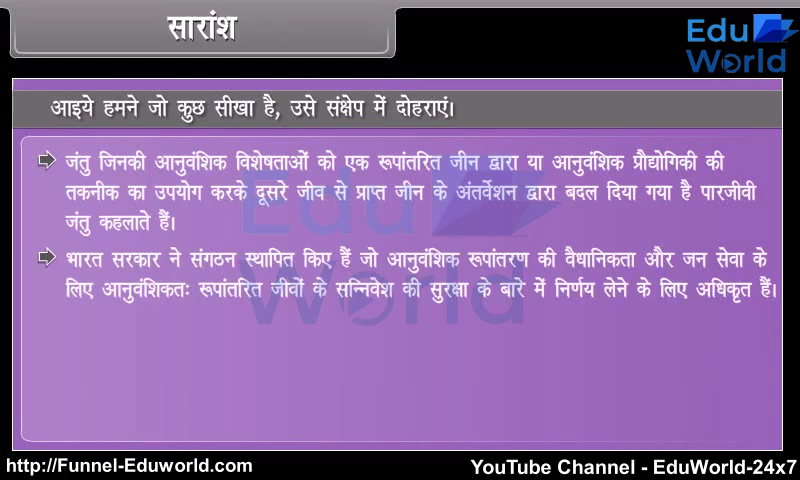 सारांश
Edu
World
आइये हमने जो कुछ सीखा है, उसे संक्षेप में दोहराएं।
जंतु जिनकी आनुवंशिक विशेषताओं को एक रूपांतरित जीन द्वारा या आनुवंशिक प्रौद्योगिकी की
तकनीक का उपयोग करके दूसरे जीव से प्राप्त जीन के अंतर्वेशन द्वारा बदल दिया गया है पारजीवी
जंतु कहलाते हैं।
भारत सरकार ने संगठन स्थापित किए हैं जो आनुवंशिक रूपांतरण की वैधानिकता और जन सेवा के
लिए आनुवंशिकतः रूपांतरित जीवों के सन्निवेश की सुरक्षा के बारे में निर्णय लेने के लिए अधिकृत हैं।
Edu
World
http://Funnel-Eduworld.com
YouTube Channel - EduWorld-24x7